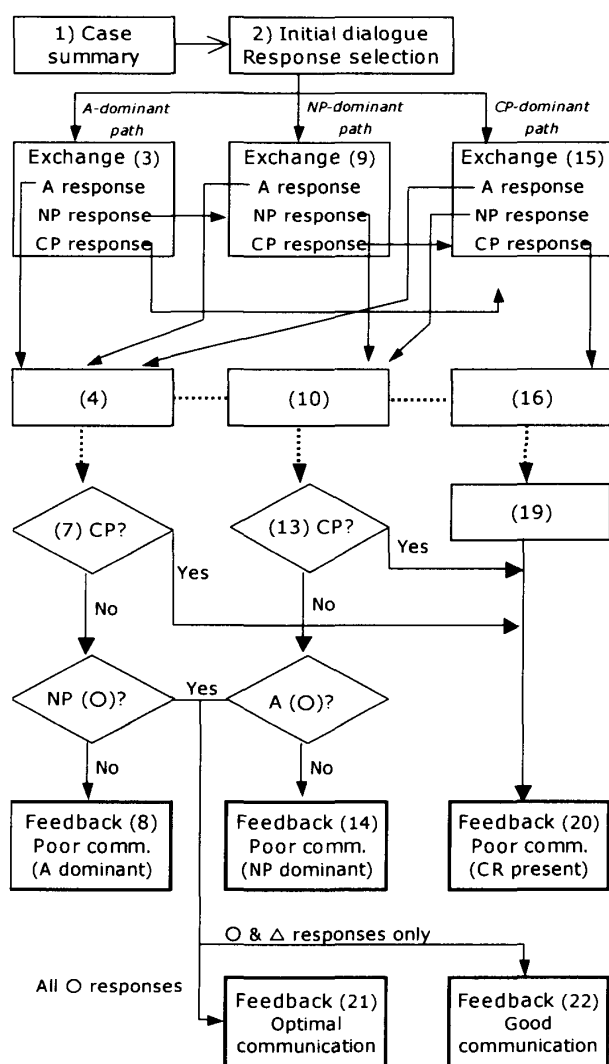 1) Case
summary
2) Initial dialogue
Response selection
A-dominant
path
NP-dominant
path
CP-dominant
path
Exchange (3)
A response
NP response
CP response
Exchange (9)
A response
NP response
CP response
Exchange (15)
A response
NP response
CP response
(4)
(10)
(16)
(7) CP?
(13) CP?
(19)
Yes
Yes
No
No
NP (○)?
Yes
A (○)?
No
No
Feedback (8)
Poor comm.
(A dominant)
Feedback (14)
Poor comm.
(NP dominant)
Feedback (20)
Poor comm.
(CR present)
○ & △ responses only
All ○ responses
Feedback (21)
Optimal
communication
Feedback (22)
Good
communication